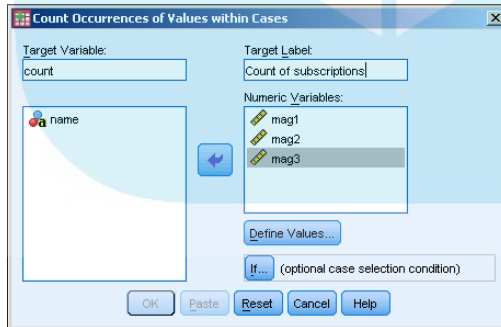 Count Occurrences of Values within Cases
Target Variable:
count
Target Label:
Count of subscriptions
name
Numeric Variables:
mag1
mag2
mag3
Define Values...
If... (optional case selection condition)
OK Paste Reset Cancel Help